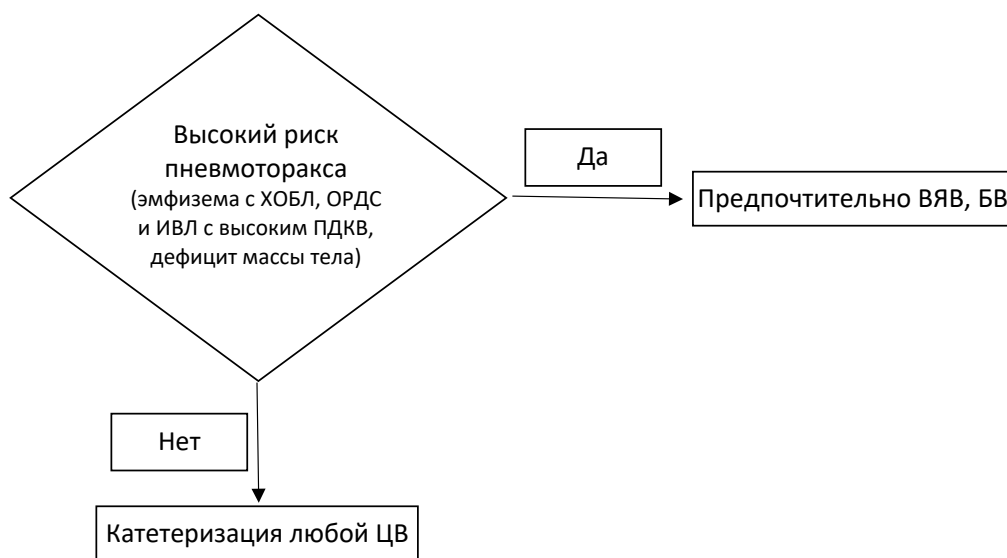 Высокий риск
пневмоторакса
(эмфизема с ХОБЛ, ОРДС
и ИВЛ с высоким ПДКВ,
дефицит массы тела)
Да
Предпочтительно ВЯВ, БВ
Нет
Катетеризация любой ЦВ